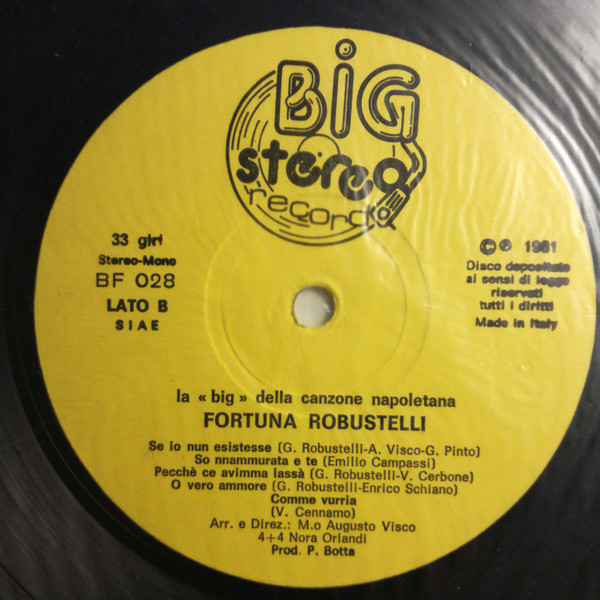 BiG
stereo
record
33 giri
Stereo-Mono
BF 028
LATO B
SIAE
© ℗ 1981
Disco depositato
ai sensi di legge
riservati
tutti i diritti
Made in Italy
la « big » della canzone napoletana
FORTUNA ROBUSTELLI
Se io nun esistesse (G. Robustelli-A. Visco-G. Pinto)
So nnammurata e te (Emilio Campassi)
Pecchè ce avimma lassà (G. Robustelli-V. Cerbone)
O vero ammore (G. Robustelli-Enrico Schiano)
Comme vurria
(V. Cennamo)
Arr. e Direz.: M.o Augusto Visco
4+4 Nora Orlandi
Prod. P. Botta